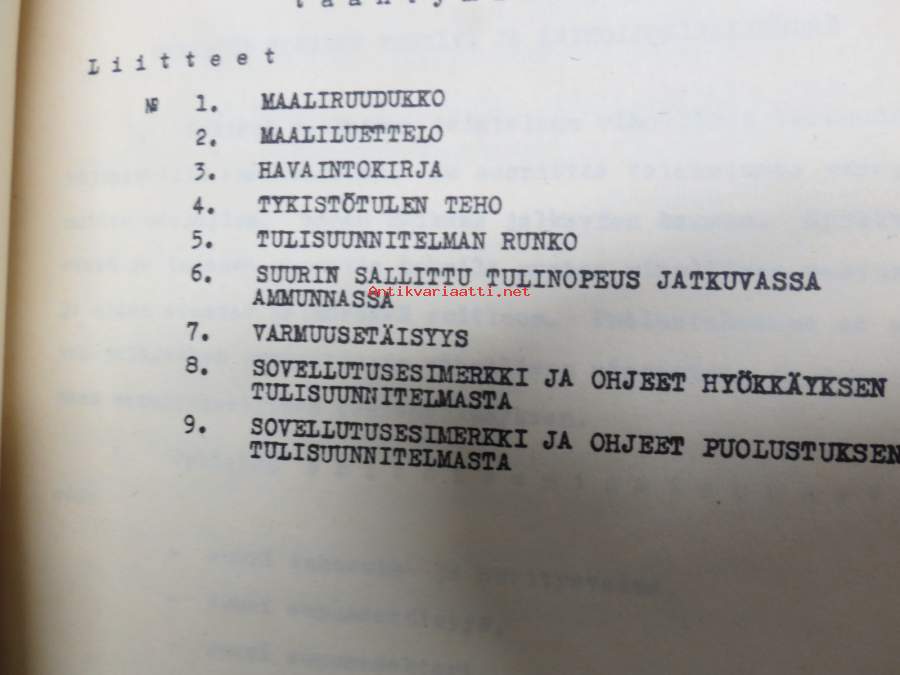 L i i t t e e t
№ 1. MAALIRUUDUKKO
2. MAALILUETTELO
3. HAVAINTOKIRJA
4. TYKISTÖTULEN TEHO
5. TULISUUNNITELMAN RUNKO
6. SUURIN SALLITTU TULINOPEUS JATKUVASSA
AMMUNNASSA
Antikvariaatti.net
7. VARMUUSETÄISYYS
8. SOVELLUTUSESIMERKKI JA OHJEET HYÖKKÄYKSEN
TULISUUNNITELMASTA
9. SOVELLUTUSESIMERKKI JA OHJEET PUOLUSTUKSEN
TULISUUNNITELMASTA